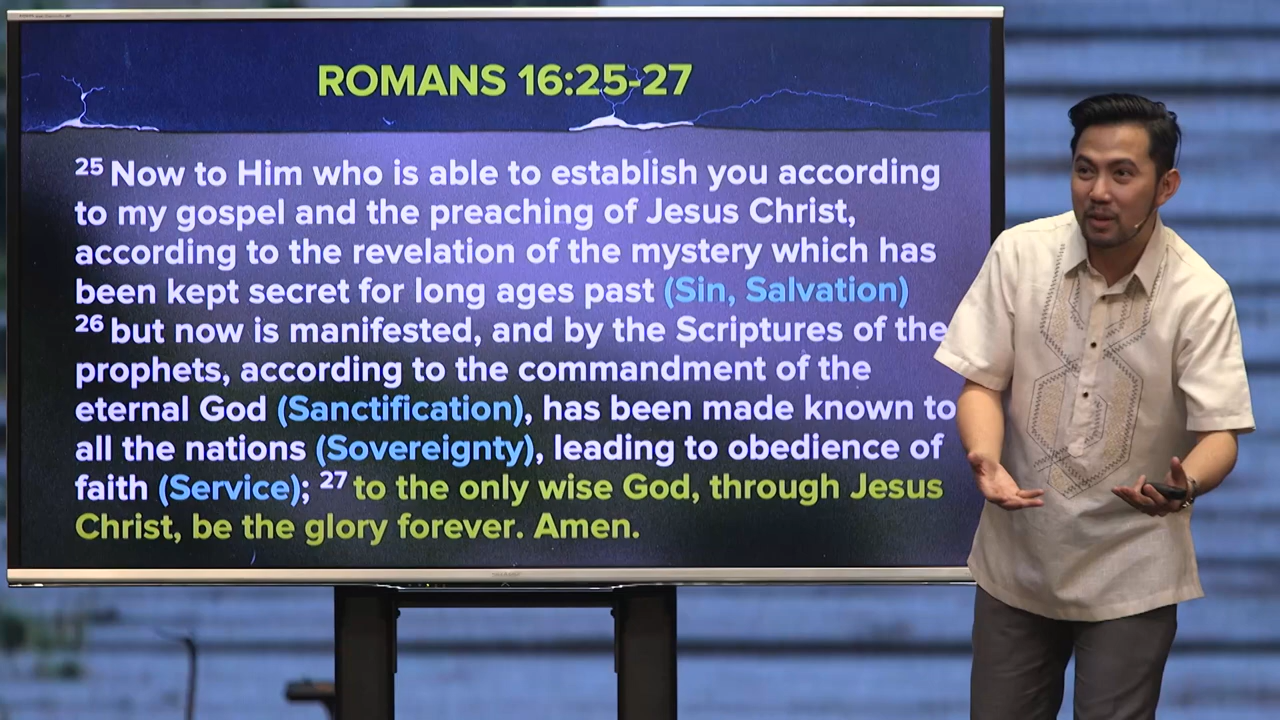 ROMANS 16:25-27
25 Now to Him who is able to establish you according
to my gospel and the preaching of Jesus Christ,
according to the revelation of the mystery which has
been kept secret for long ages past (Sin, Salvation)
26 but now is manifested, and by the Scriptures of the
prophets, according to the commandment of the
eternal God (Sanctification), has been made known to
all the nations (Sovereignty), leading to obedience of
faith (Service); 27 to the only wise God, through Jesus
Christ, be the glory forever. Amen.